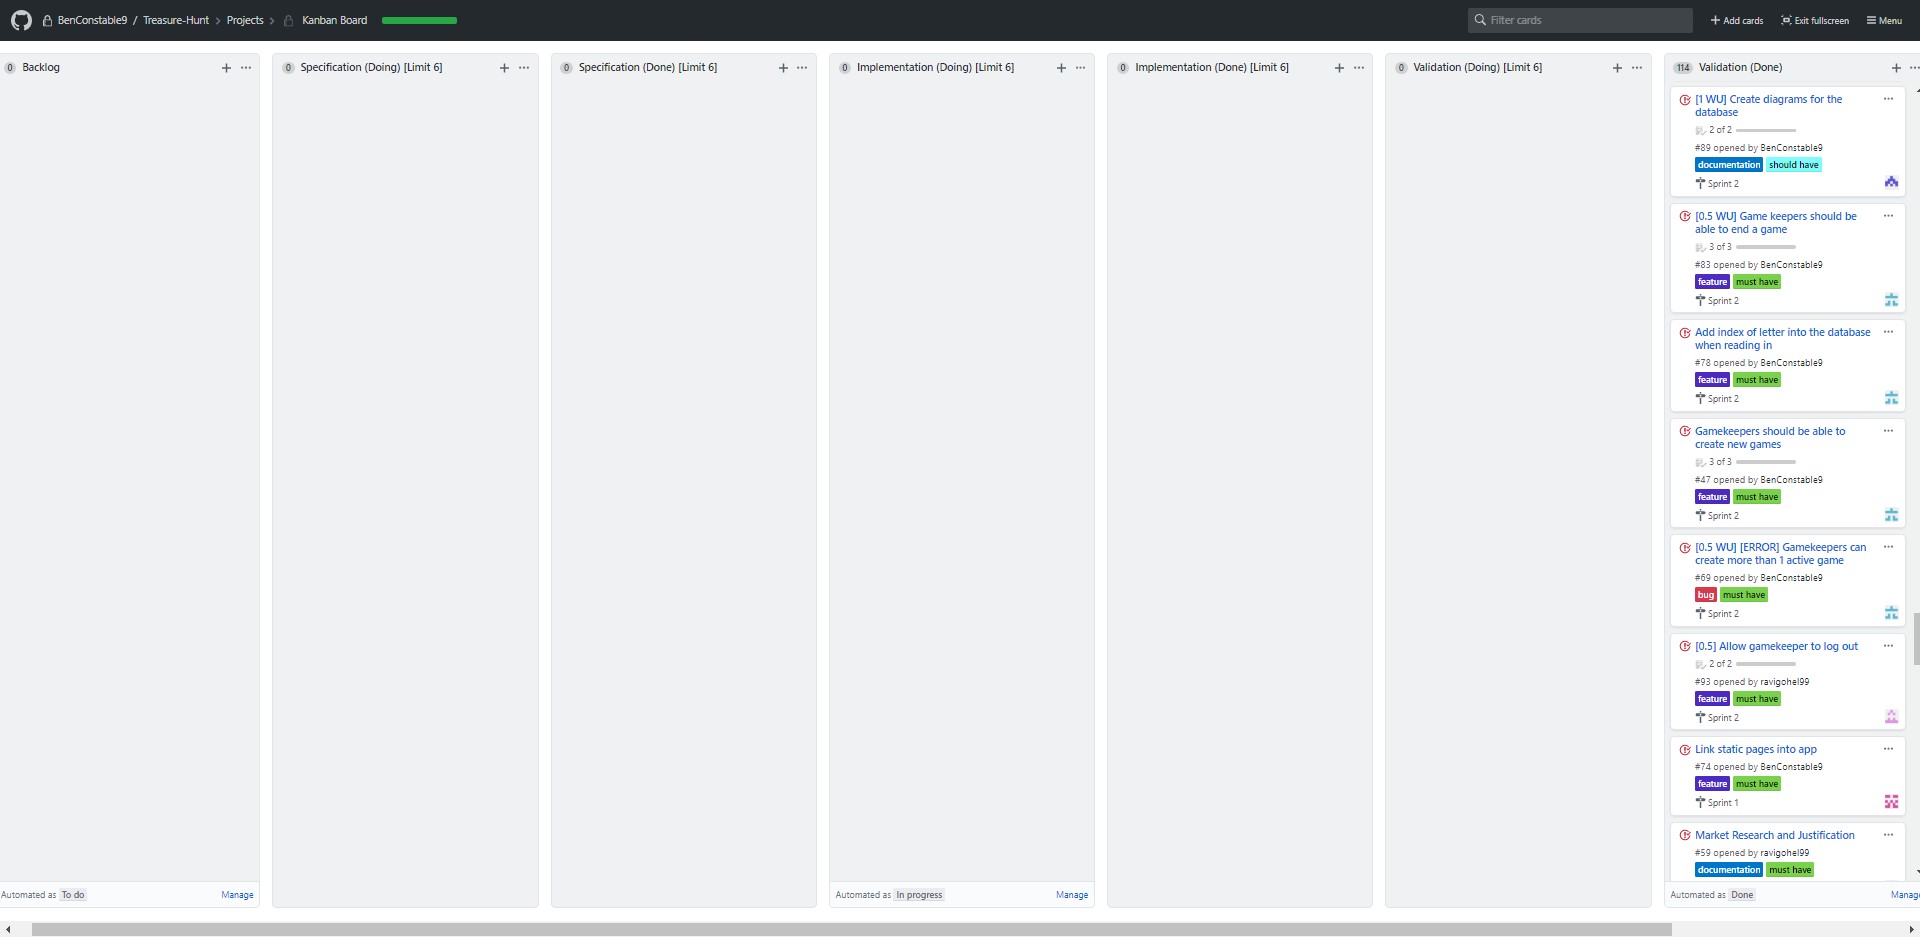 BenConstable9 / Treasure-Hunt > Projects > Kanban Board
Filter cards
Add cards
Exit fullscreen
Menu
0 Backlog
Automated as To do
Manage
0 Specification (Doing) [Limit 6]
0 Specification (Done) [Limit 6]
0 Implementation (Doing) [Limit 6]
Automated as In progress
Manage
0 Implementation (Done) [Limit 6]
0 Validation (Doing) [Limit 6]
114 Validation (Done)
[1 WU] Create diagrams for the
database
2 of 2
#89 opened by BenConstable9
documentation should have
Sprint 2
[0.5 WU] Game keepers should be
able to end a game
3 of 3
#83 opened by BenConstable9
feature must have
Sprint 2
Add index of letter into the database
when reading in
#78 opened by BenConstable9
feature must have
Sprint 2
Gamekeepers should be able to
create new games
3 of 3
#47 opened by BenConstable9
feature must have
Sprint 2
[0.5 WU] [ERROR] Gamekeepers can
create more than 1 active game
#69 opened by BenConstable9
bug must have
Sprint 2
[0.5] Allow gamekeeper to log out
2 of 2
#93 opened by ravigohel99
feature must have
Sprint 2
Link static pages into app
#74 opened by BenConstable9
feature must have
Sprint 1
Market Research and Justification
#59 opened by ravigohel99
documentation must have
Automated as Done
Manage